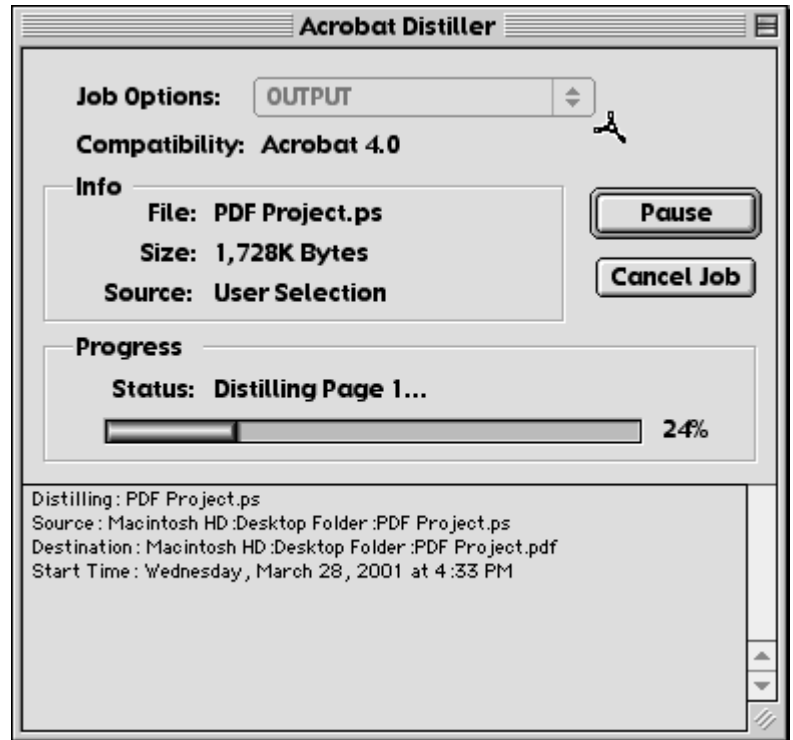 Acrobat Distiller
Job Options: OUTPUT
Compatibility: Acrobat 4.0
Info
File: PDF Project.ps
Size: 1,728K Bytes
Source: User Selection
Pause
Cancel Job
Progress
Status: Distilling Page 1...
24%
Distilling: PDF Project.ps
Source: Macintosh HD:Desktop Folder:PDF Project.ps
Destination: Macintosh HD:Desktop Folder:PDF Project.pdf
Start Time: Wednesday, March 28, 2001 at 4:33 PM